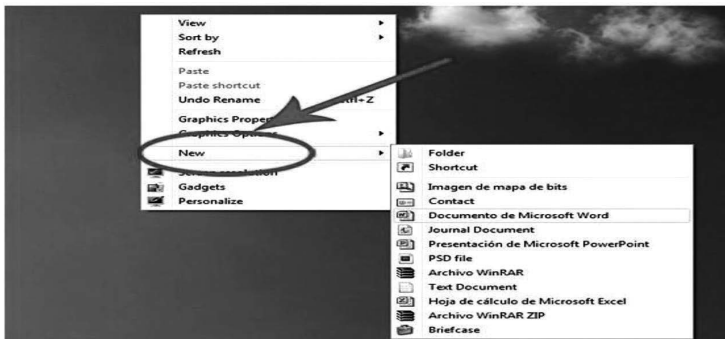 View
Sort by
Refresh
Paste
Paste shortcut
Undo Rename
Graphics
New
Gadgets
Personalize
Folder
Shortcut
Imagen de mapa de bits
Contact
Documento de Microsoft Word
Journal Document
Presentación de Microsoft PowerPoint
PSD file
Archivo WinRAR
Text Document
Hoja de cálculo de Microsoft Excel
Archivo WinRAR ZIP
Briefcase